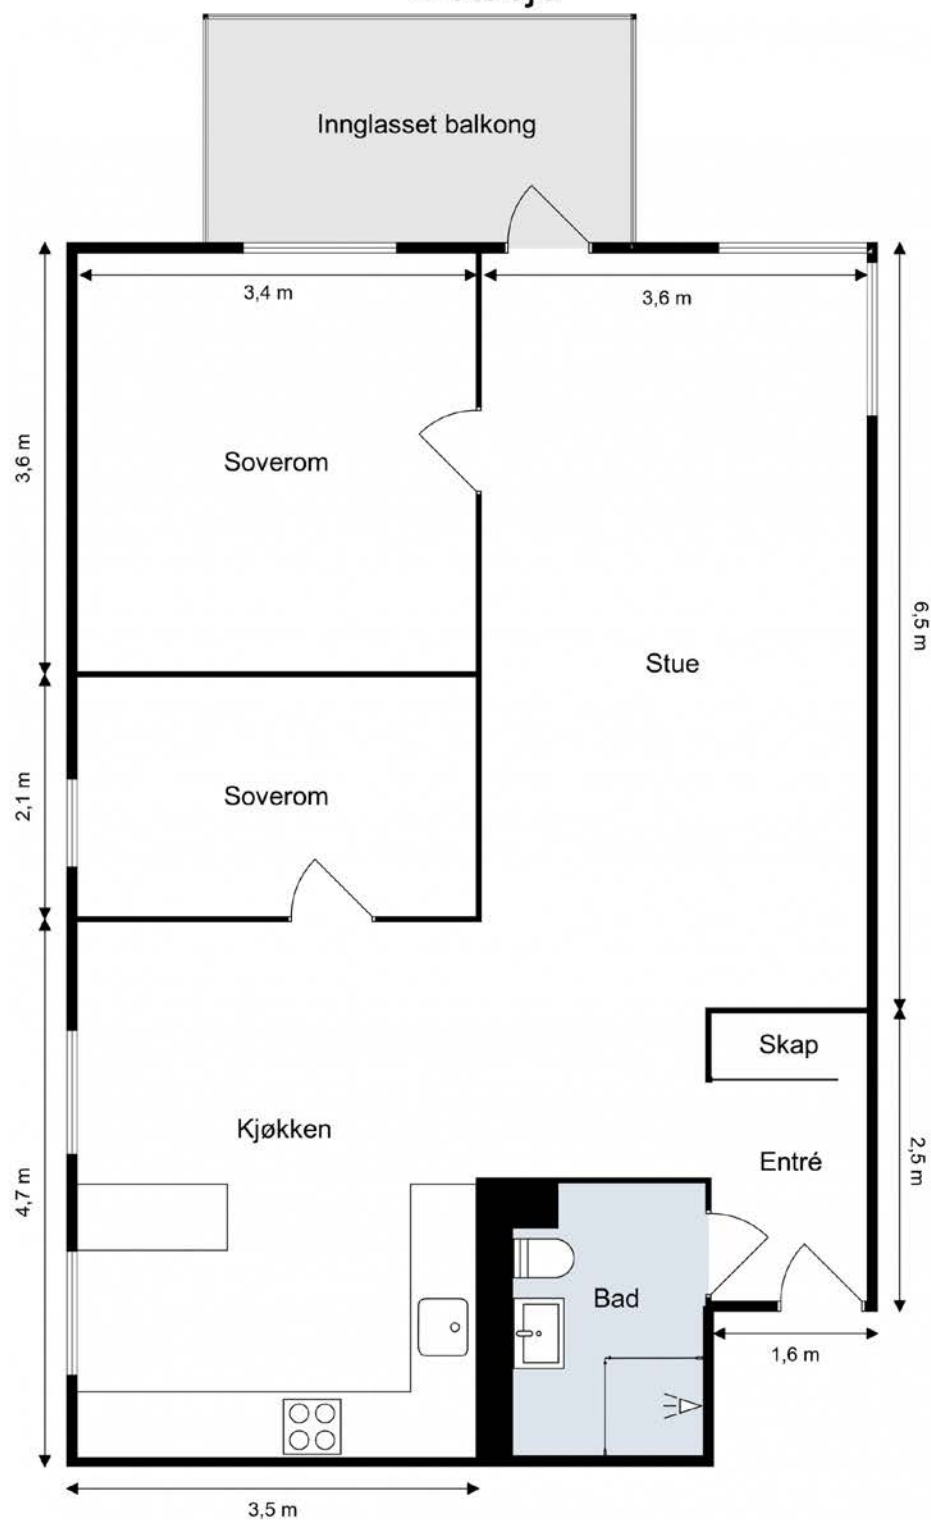 Innglasset balkong
3,4 m
3,6 m
3,6 m
Soverom
6,5 m
Stue
2,1 m
Soverom
Skap
Kjøkken
Entré
2,5 m
4,7 m
Bad
1,6 m
3,5 m